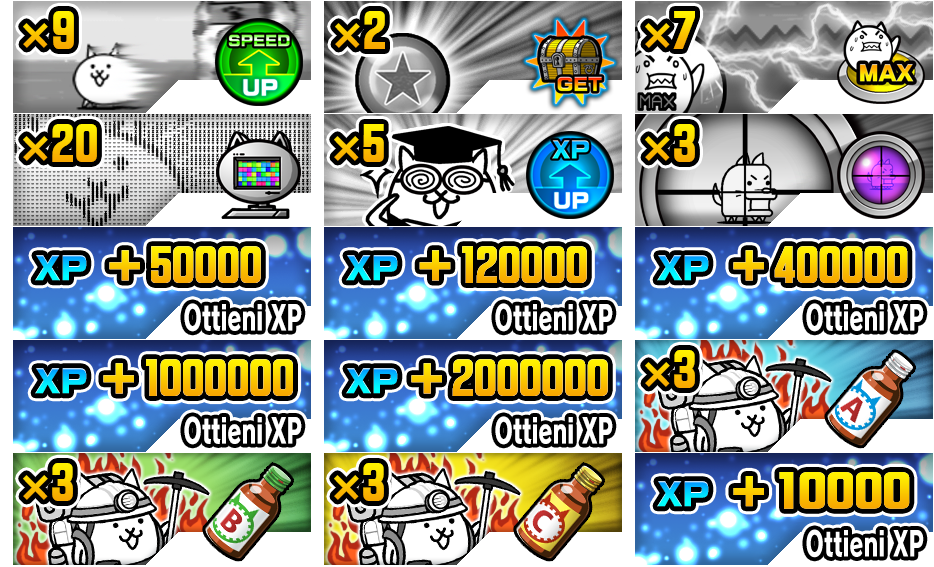 ×9
SPEED
UP
×2
GET
×7
MAX
MAX
×20
×5
XP
UP
×3
XP +50000
Ottieni XP
XP +120000
Ottieni XP
XP +400000
Ottieni XP
XP +1000000
Ottieni XP
XP +2000000
Ottieni XP
×3
A
×3
B
×3
C
XP +10000
Ottieni XP